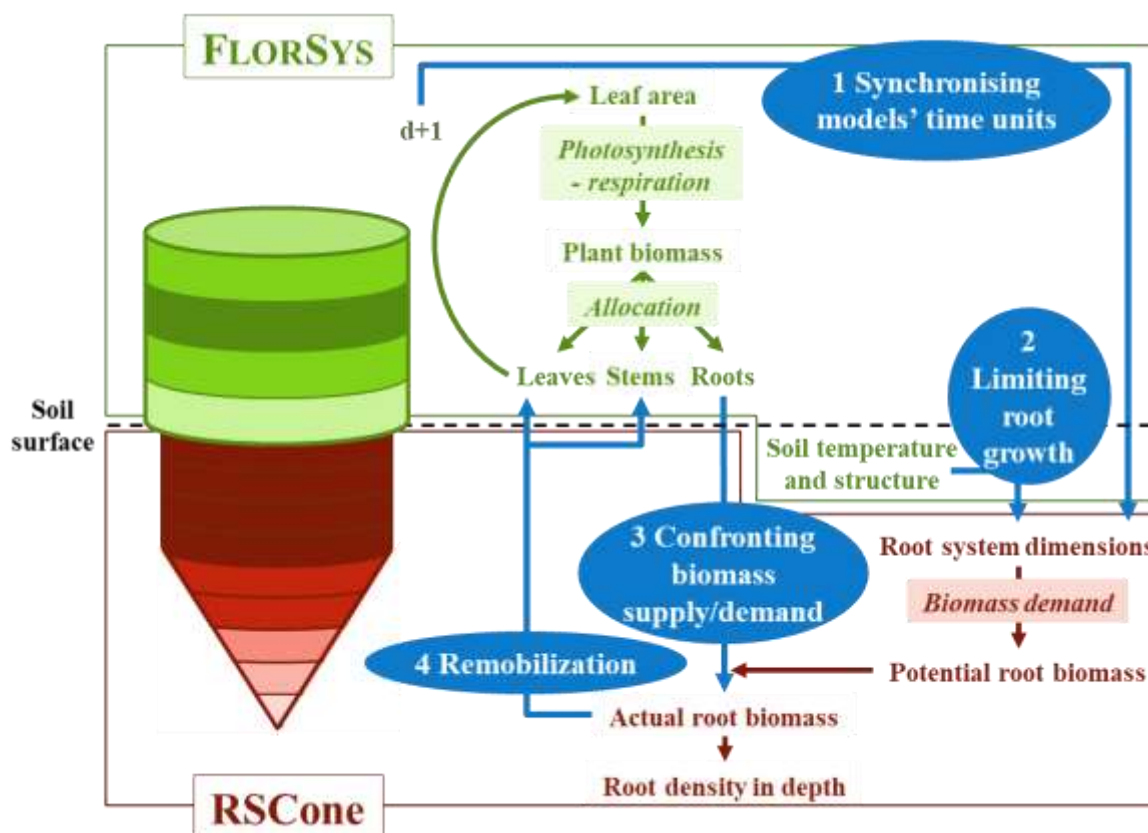 FLORSYS
1 Synchronising
models' time units
Leaf area
d+1
Photosynthesis
- respiration
Plant biomass
Allocation
Leaves Stems Roots
2
Limiting
root
growth
Soil
surface
Soil temperature
and structure
3 Confronting
biomass
supply/demand
Root system dimensions
Biomass demand
4 Remobilization
Potential root biomass
Actual root biomass
Root density in depth
RSCone